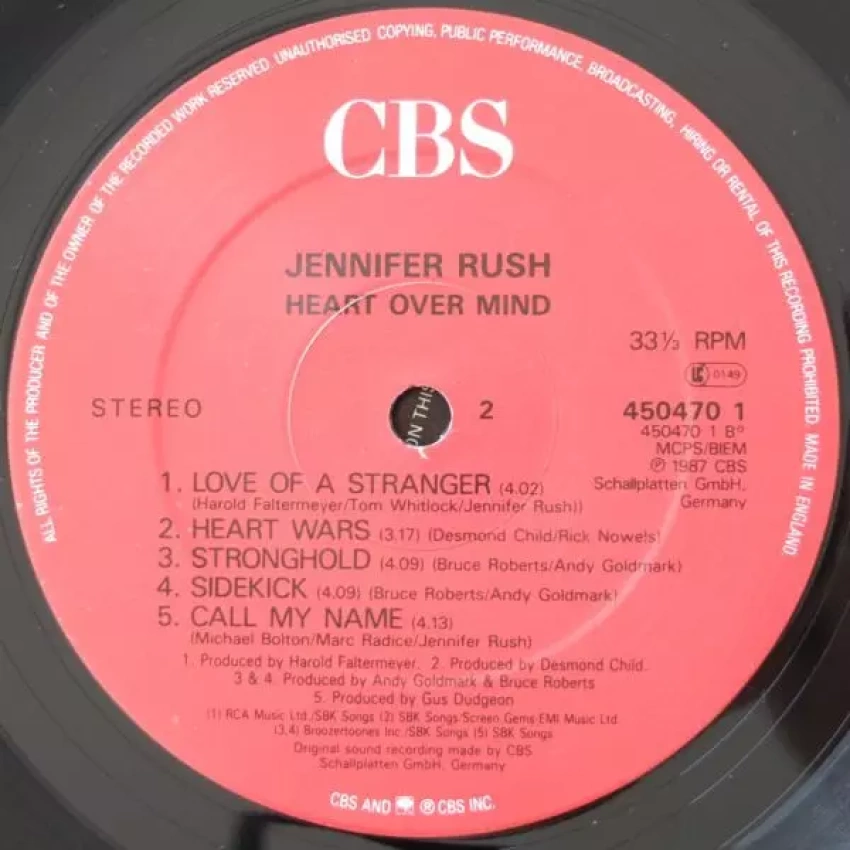 ALL RIGHTS OF THE PRODUCER AND OF THE OWNER OF THE RECORDED WORK RESERVED. UNAUTHORISED COPYING, PUBLIC PERFORMANCE, BROADCASTING, HIRING OR RENTAL OF THIS RECORDING PROHIBITED. MADE IN ENGLAND.
CBS
JENNIFER RUSH
HEART OVER MIND
33⅓ RPM
LC 0149
STEREO
ON THIS
2
450470 1
450470 1 Bº
MCPS/BIEM
℗ 1987 CBS
Schallplatten GmbH,
Germany
1. LOVE OF A STRANGER (4.02)
(Harold Faltermeyer/Tom Whitlock/Jennifer Rush))
2. HEART WARS (3.17) (Desmond Child/Rick Nowels)
3. STRONGHOLD (4.09) (Bruce Roberts/Andy Goldmark)
4. SIDEKICK (4.09) (Bruce Roberts/Andy Goldmark)
5. CALL MY NAME (4.13)
(Michael Bolton/Marc Radice/Jennifer Rush)
1. Produced by Harold Faltermeyer. 2. Produced by Desmond Child.
3 & 4. Produced by Andy Goldmark & Bruce Roberts
5. Produced by Gus Dudgeon
(1) RCA Music Ltd./SBK Songs (2) SBK Songs/Screen Gems-EMI Music Ltd.
(3,4) Broozertoones Inc./SBK Songs (5) SBK Songs
Original sound recording made by CBS
Schallplatten GmbH, Germany
CBS AND ® CBS INC.